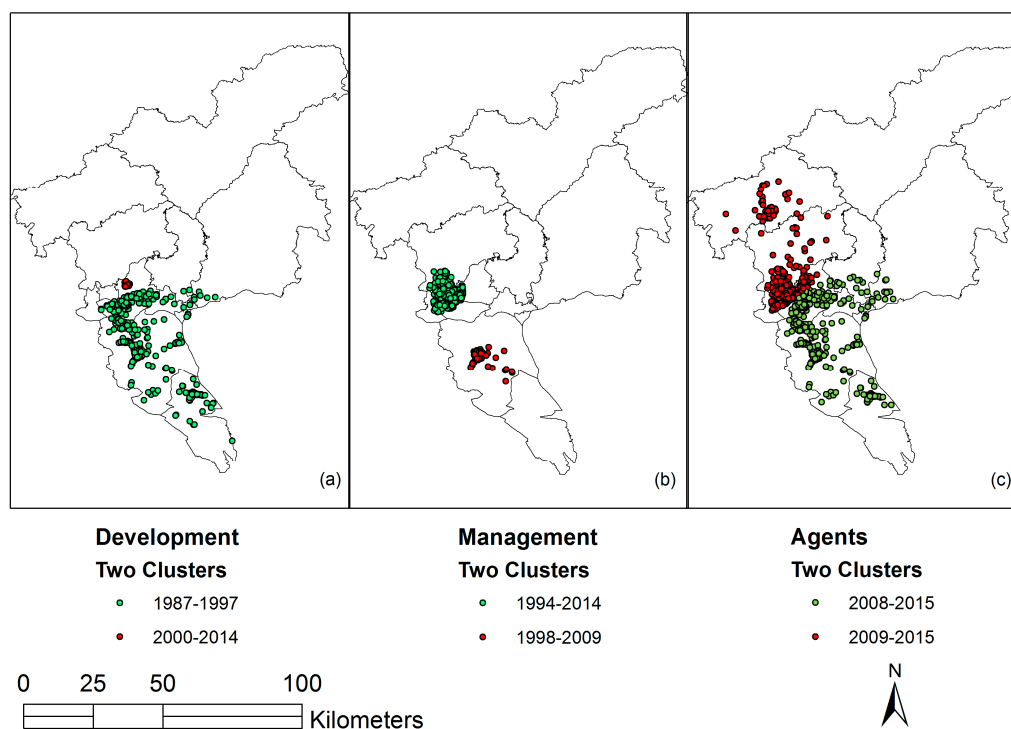 (a)
(b)
(c)
Development
Two Clusters
1987-1997
2000-2014
Management
Two Clusters
1994-2014
1998-2009
Agents
Two Clusters
2008-2015
2009-2015
0 25 50 100
Kilometers
N